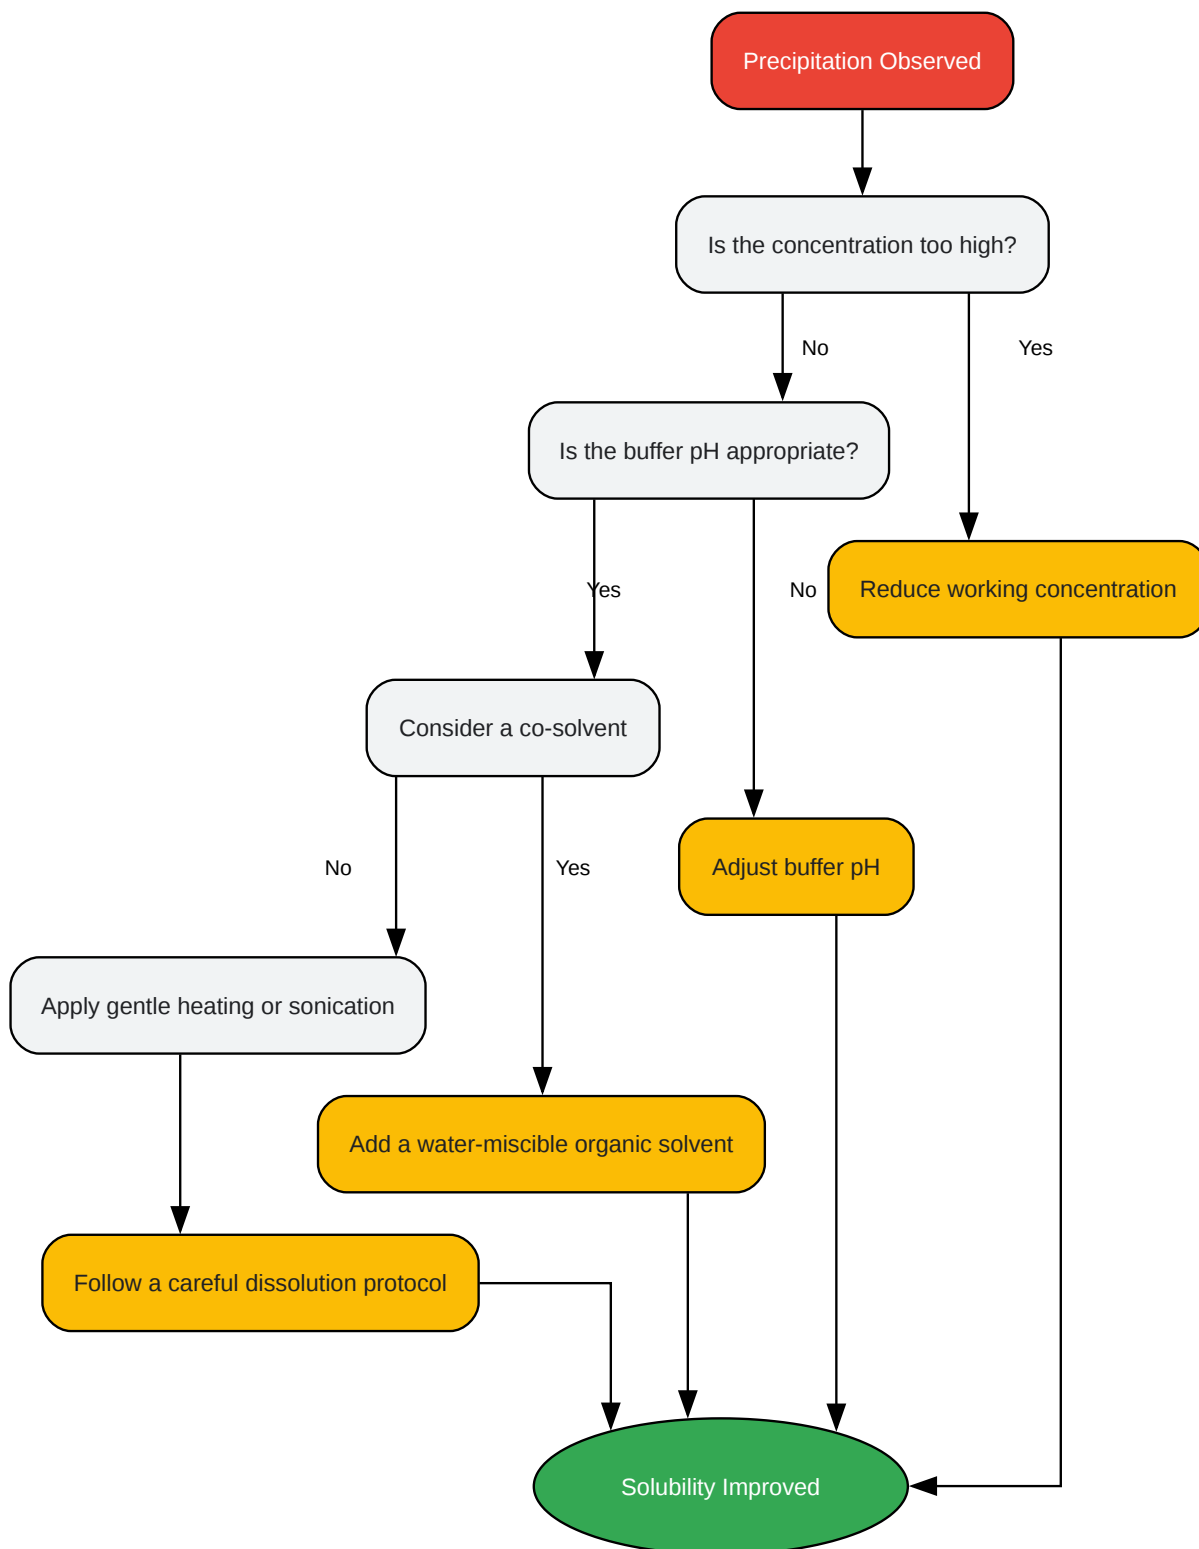 Precipitation Observed
Is the concentration too high?
No
Yes
Is the buffer pH appropriate?
Yes
No
Reduce working concentration
Consider a co-solvent
No
Yes
Adjust buffer pH
Apply gentle heating or sonication
Add a water-miscible organic solvent
Follow a careful dissolution protocol
Solubility Improved